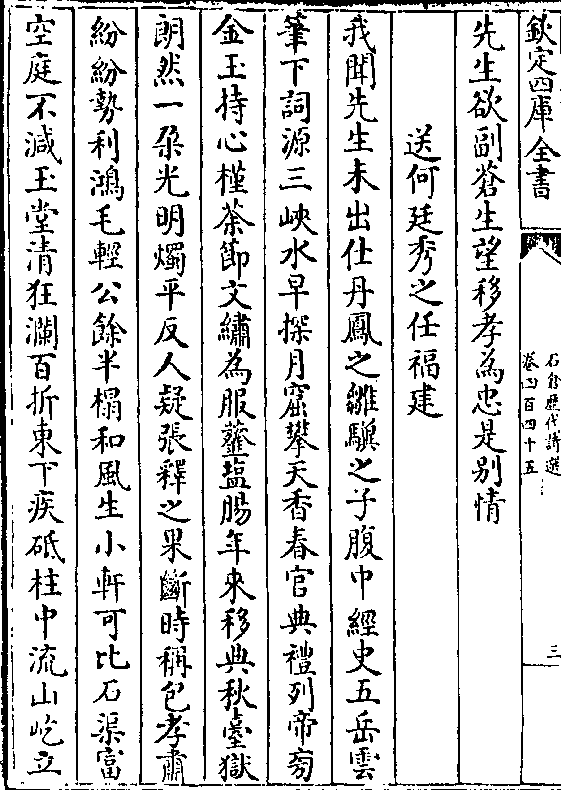 欽定四庫全書
石倉歷代詩選
卷四百四十五
三
先生欲副蒼生望移孝為忠是别情
送何廷秀之任福建
我聞先生未出仕丹鳳之雛驥之子腹中經史五岳雲
筆下詞源三峽水早探月窟攀天香春官典禮列帝旁
金玉持心槿荼節文繡為服虀塩腸年來移典秋臺獄
朗然一朶光明燭平反人疑張釋之果斷時稱包孝肅
紛紛勢利鴻毛輕公餘半榻和風生小軒可比石渠富
空庭不減玉堂清狂瀾百折東下疾砥柱中流山屹立